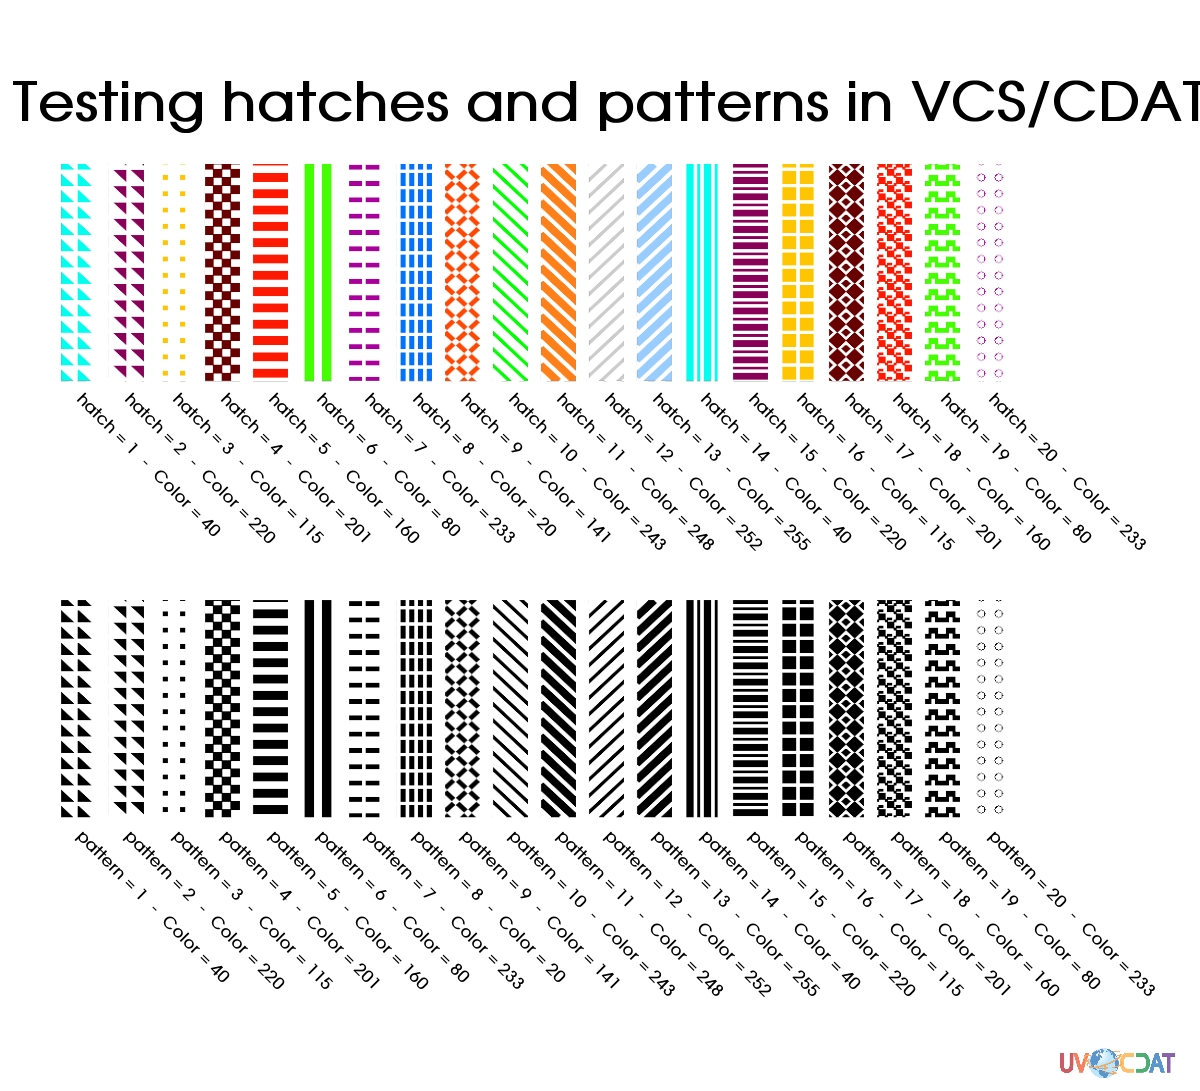 Testing hatches and patterns in VCS/CDAT
hatch = 1 - Color = 40
hatch = 2 - Color = 220
hatch = 3 - Color = 115
hatch = 4 - Color = 201
hatch = 5 - Color = 160
hatch = 6 - Color = 80
hatch = 7 - Color = 233
hatch = 8 - Color = 20
hatch = 9 - Color = 141
hatch = 10 - Color = 243
hatch = 11 - Color = 248
hatch = 12 - Color = 252
hatch = 13 - Color = 255
hatch = 14 - Color = 40
hatch = 15 - Color = 220
hatch = 16 - Color = 115
hatch = 17 - Color = 201
hatch = 18 - Color = 160
hatch = 19 - Color = 80
hatch = 20 - Color = 233
pattern = 1 - Color = 40
pattern = 2 - Color = 220
pattern = 3 - Color = 115
pattern = 4 - Color = 201
pattern = 5 - Color = 160
pattern = 6 - Color = 80
pattern = 7 - Color = 233
pattern = 8 - Color = 20
pattern = 9 - Color = 141
pattern = 10 - Color = 243
pattern = 11 - Color = 248
pattern = 12 - Color = 252
pattern = 13 - Color = 255
pattern = 14 - Color = 40
pattern = 15 - Color = 220
pattern = 16 - Color = 115
pattern = 17 - Color = 201
pattern = 18 - Color = 160
pattern = 19 - Color = 80
pattern = 20 - Color = 233
UV CDAT